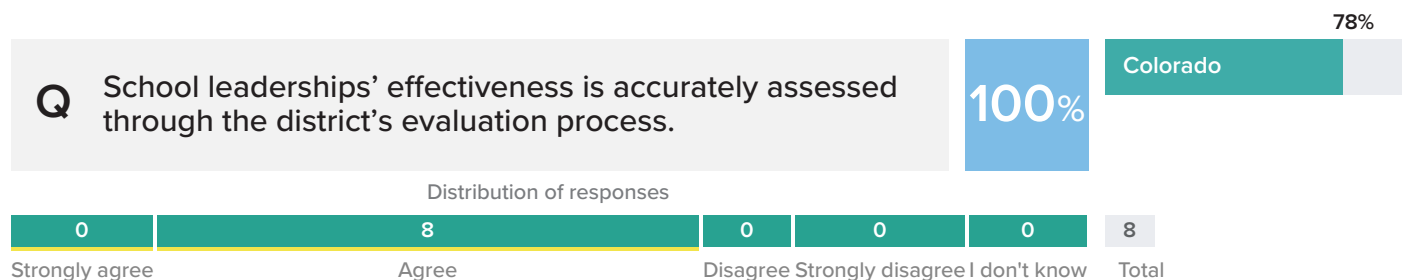 78%
Q
School leaderships’ effectiveness is accurately assessed
through the district’s evaluation process.
100%
Colorado
Distribution of responses
0 8 0 0 0 8
Strongly agree Agree Disagree Strongly disagree I don't know Total